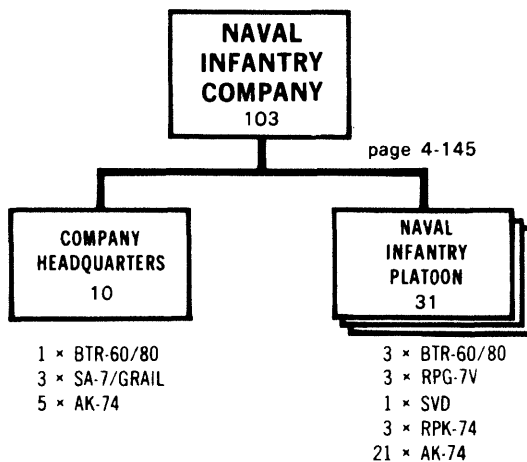 NAVAL
INFANTRY
COMPANY
103
page 4-145
COMPANY
HEADQUARTERS
10
NAVAL
INFANTRY
PLATOON
31
1 × BTR-60/80
3 × SA-7/GRAIL
5 × AK-74
3 × BTR-60/80
3 × RPG-7V
1 × SVD
3 × RPK-74
21 × AK-74